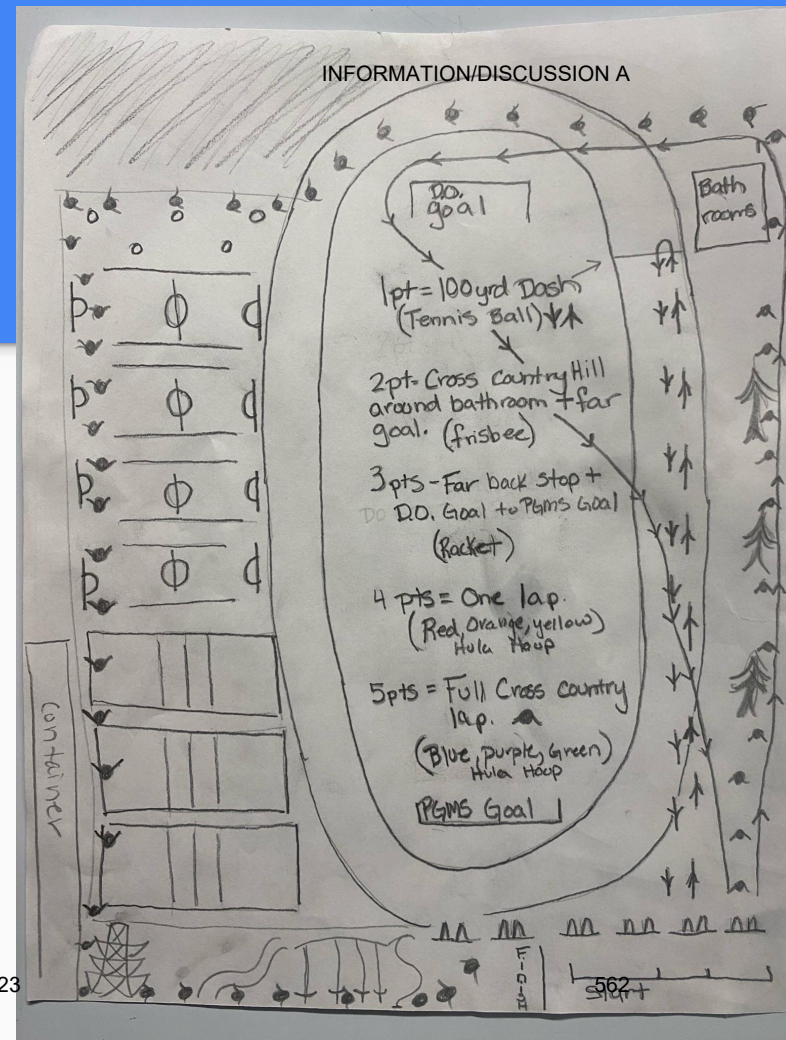 INFORMATION/DISCUSSION A
D.O.
goal
Bath
rooms
1pt = 100yrd Dash
(Tennis Ball)
2pt- Cross Country Hill
around bathroom + far
goal. (frisbee)
3pts - Far back stop +
DO D.O. Goal to PGMS Goal
(Racket)
4 pts = One lap.
(Red, Orange, yellow)
Hula Hoop
5pts = Full Cross Country
lap.
(Blue, purple, Green)
Hula Hoop
PGMS Goal
Container
FINISH
Start
23
562